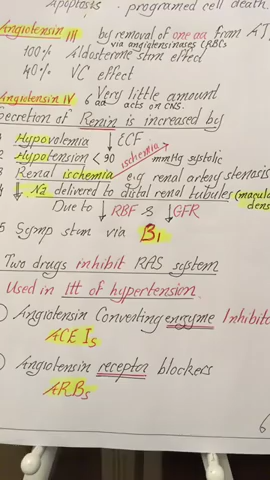 Apoptosis . programed cell death
Angiotensin III by removal of one aa from AT
via angiotensinases (RBCs
100% Aldosterone stim effect
40% VC effect
Angiotensin IV 6 aa Very little amount
acts on CNS.
Secretion of Renin is increased by
1 Hypovolemia ↓ ECF
2 Hypotension < 90 mmHg systolic
ischemia
3 Renal ischemia e.g renal artery stenosis
4 ↓ Na delivered to distal renal tubules (macula
dens
Due to ↓ RBF & ↓ GFR
5 Symp stim via B1
Two drugs inhibit RAS system
Used in ttt of hypertension.
Angiotensin Converting enzyme Inhibito
ACE Is
Angiotensin receptor blockers
ARBs
6